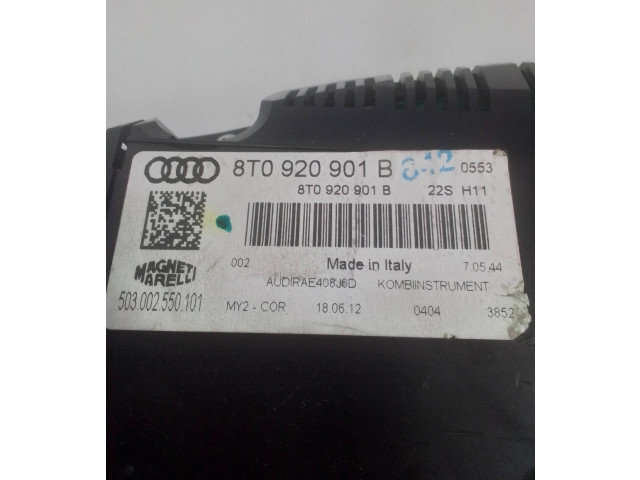 8T0 920 901 B 0553
8T0 920 901 B 22S H11
002 Made in Italy 7.05.44
MAGNETI
MARELLI
AUDIRAE408J6D KOMBIINSTRUMENT
503.002.550.101
MY2 - COR 18.06.12 0404 3852